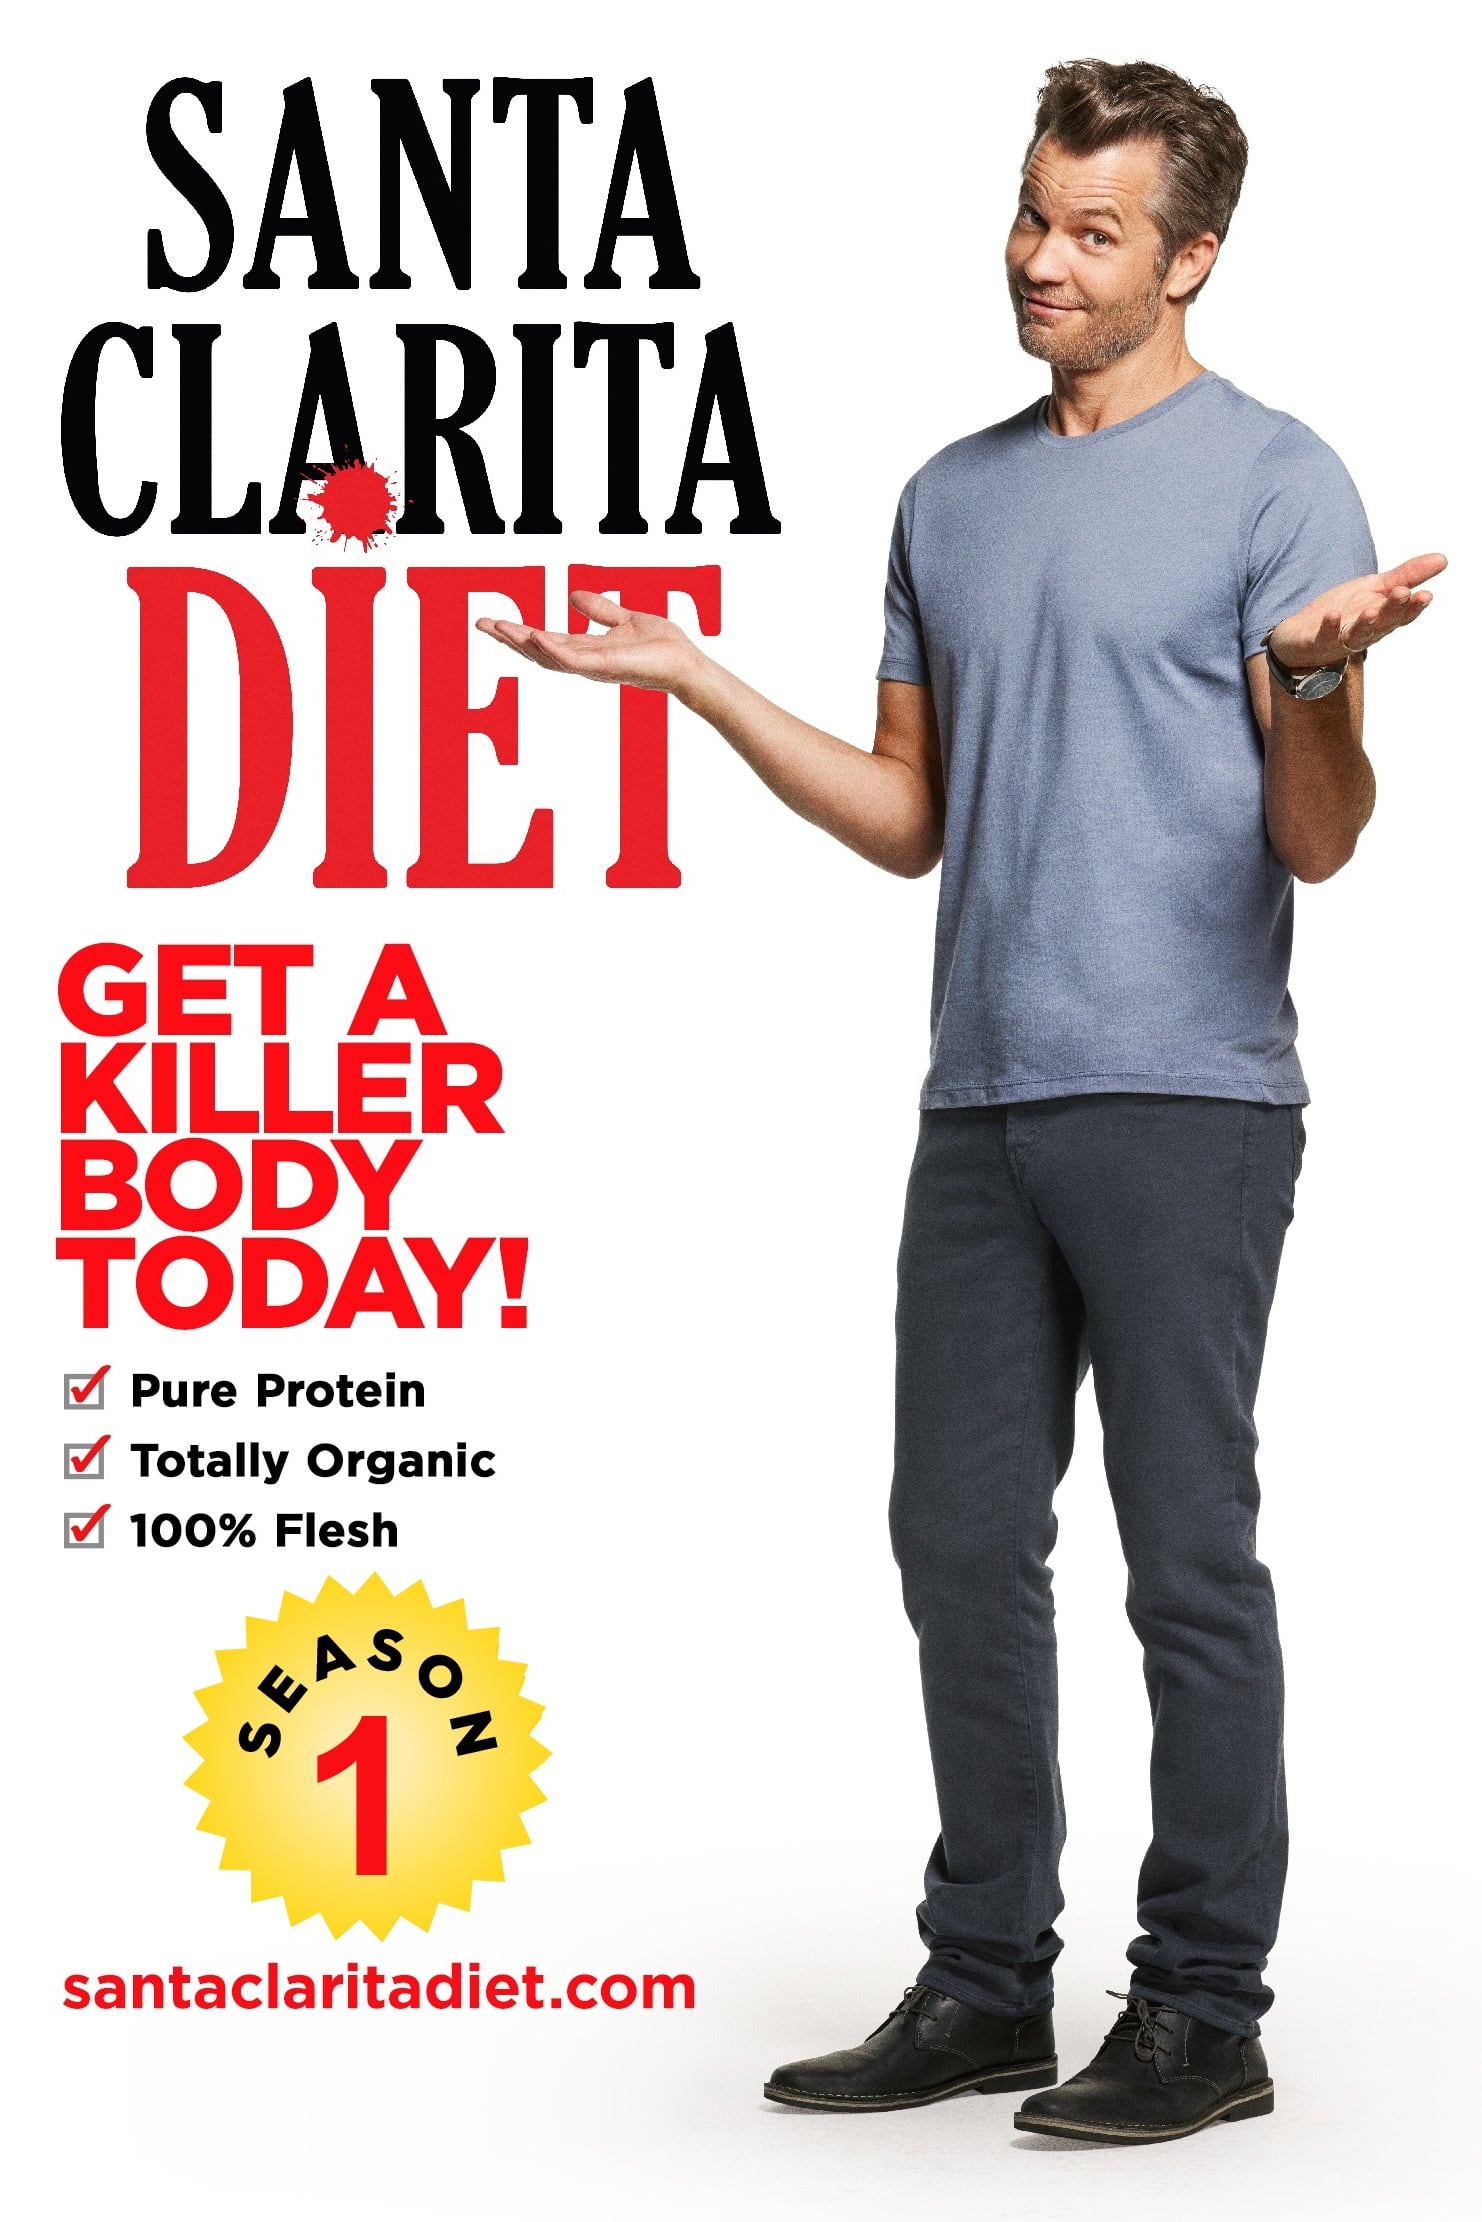 SANTA
CLARITA
DIET
GET A
KILLER
BODY
TODAY!
Pure Protein
Totally Organic
100% Flesh
SEASON
1
santaclaritadiet.com